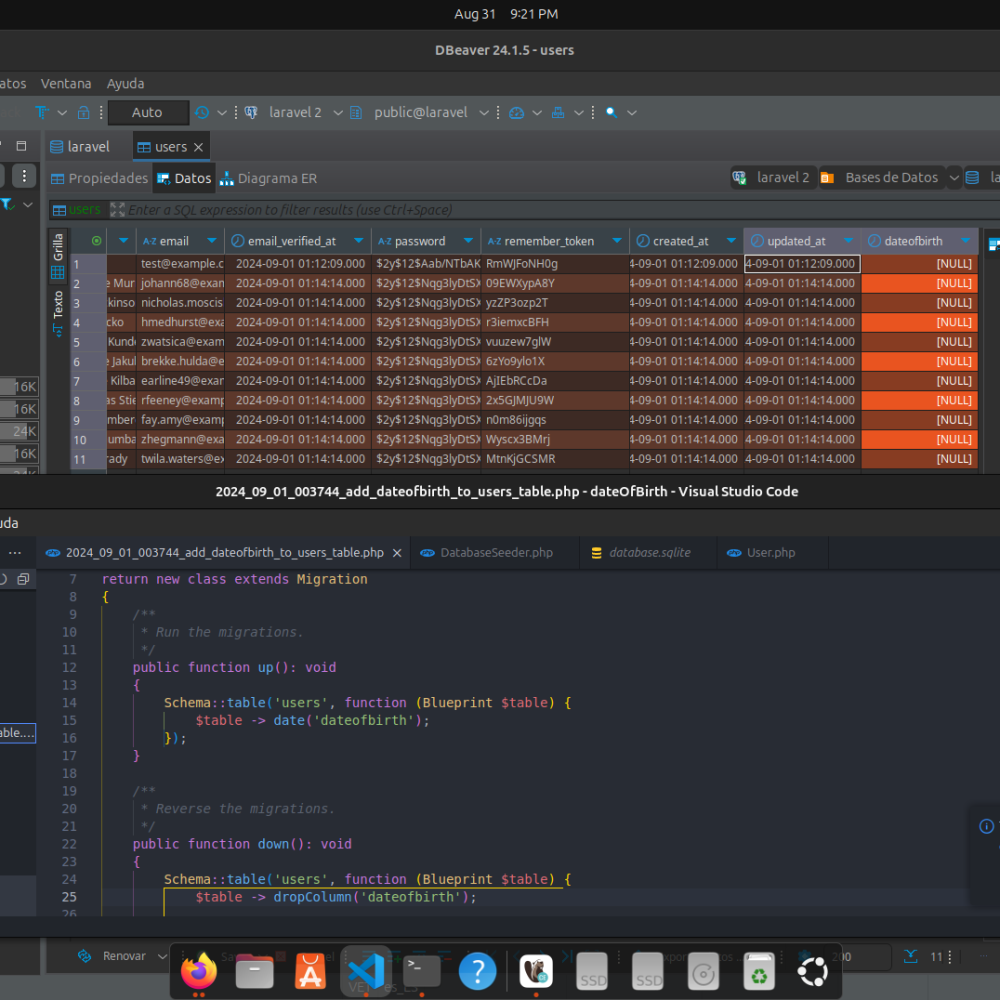 Aug 31 9:21 PM
DBeaver 24.1.5 - users
atos Ventana Ayuda
Auto laravel 2 public@laravel
laravel users
Propiedades Datos Diagrama ER laravel 2 Bases de Datos la
users Enter a SQL expression to filter results (use Ctrl+Space)
Grilla
Texto
A-Z email email_verified_at A-Z password A-Z remember_token created_at updated_at dateofbirth
1 test@example.c 2024-09-01 01:12:09.000 $2y$12$Aab/NTbAK RmWJFoNH0g 4-09-01 01:12:09.000 4-09-01 01:12:09.000 [NULL]
2 e Mur johann68@exan 2024-09-01 01:14:14.000 $2y$12$Nqg3lyDtSX 09EWXypA8Y 4-09-01 01:14:14.000 4-09-01 01:14:14.000 [NULL]
3 kinso nicholas.moscis 2024-09-01 01:14:14.000 $2y$12$Nqg3lyDtSX yzZP3ozp2T 4-09-01 01:14:14.000 4-09-01 01:14:14.000 [NULL]
4 cko hmedhurst@exa 2024-09-01 01:14:14.000 $2y$12$Nqg3lyDtSX r3iemxcBFH 4-09-01 01:14:14.000 4-09-01 01:14:14.000 [NULL]
5 Kund zwatsica@exam 2024-09-01 01:14:14.000 $2y$12$Nqg3lyDtSX vuuzew7glW 4-09-01 01:14:14.000 4-09-01 01:14:14.000 [NULL]
6 e Jakul brekke.hulda@e 2024-09-01 01:14:14.000 $2y$12$Nqg3lyDtSX 6zYo9ylo1X 4-09-01 01:14:14.000 4-09-01 01:14:14.000 [NULL]
7 Kilba earline49@exar 2024-09-01 01:14:14.000 $2y$12$Nqg3lyDtSX AjIEbRCcDa 4-09-01 01:14:14.000 4-09-01 01:14:14.000 [NULL]
8 as Stie rfeeney@examp 2024-09-01 01:14:14.000 $2y$12$Nqg3lyDtSX 2x5GJMJU9W 4-09-01 01:14:14.000 4-09-01 01:14:14.000 [NULL]
9 mber fay.amy@examp 2024-09-01 01:14:14.000 $2y$12$Nqg3lyDtSX n0m86ijgqs 4-09-01 01:14:14.000 4-09-01 01:14:14.000 [NULL]
10 umba zhegmann@exa 2024-09-01 01:14:14.000 $2y$12$Nqg3lyDtSX Wyscx3BMrj 4-09-01 01:14:14.000 4-09-01 01:14:14.000 [NULL]
11 rady twila.waters@ex 2024-09-01 01:14:14.000 $2y$12$Nqg3lyDtSX MtnKjGCSMR 4-09-01 01:14:14.000 4-09-01 01:14:14.000 [NULL]
16K
16K
24K
16K
24K
2024_09_01_003744_add_dateofbirth_to_users_table.php - dateOfBirth - Visual Studio Code
uda
2024_09_01_003744_add_dateofbirth_to_users_table.php DatabaseSeeder.php database.sqlite User.php
able....
7 return new class extends Migration
8 {
9 /**
10 * Run the migrations.
11 */
12 public function up(): void
13 {
14 Schema::table('users', function (Blueprint $table) {
15 $table -> date('dateofbirth');
16 });
17 }
18
19 /**
20 * Reverse the migrations.
21 */
22 public function down(): void
23 {
24 Schema::table('users', function (Blueprint $table) {
25 $table -> dropColumn('dateofbirth');
26
Renovar 200 11
SSD SSD